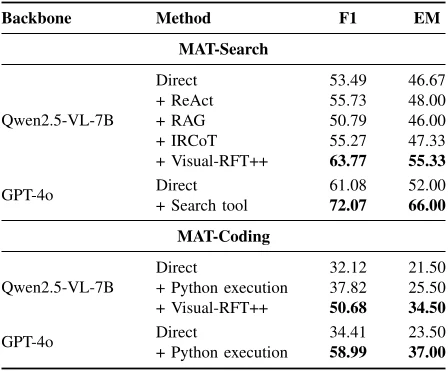 Backbone Method F1 EM
MAT-Search
Qwen2.5-VL-7B
Direct 53.49 46.67
+ ReAct 55.73 48.00
+ RAG 50.79 46.00
+ IRCoT 55.27 47.33
+ Visual-RFT++ 63.77 55.33
GPT-4o
Direct 61.08 52.00
+ Search tool 72.07 66.00
MAT-Coding
Qwen2.5-VL-7B
Direct 32.12 21.50
+ Python execution 37.82 25.50
+ Visual-RFT++ 50.68 34.50
GPT-4o
Direct 34.41 23.50
+ Python execution 58.99 37.00